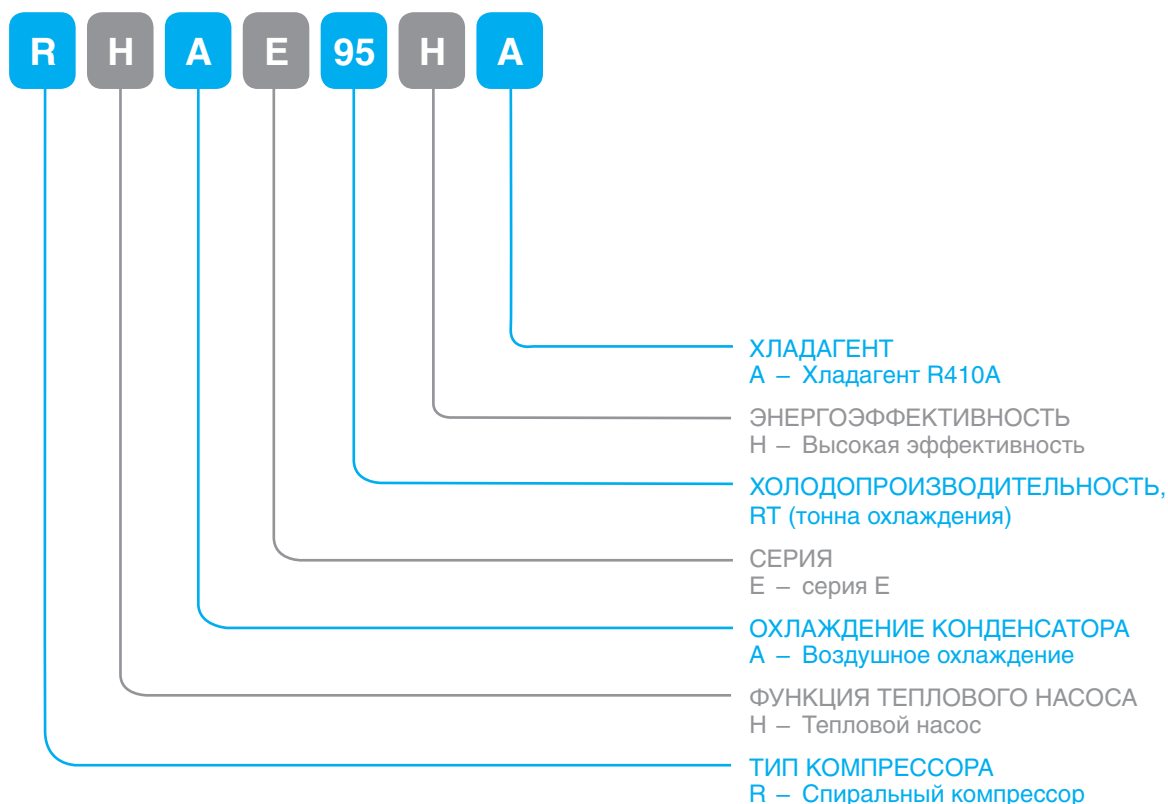 R H A E 95 H A
ХЛАДАГЕНТ
A – Хладагент R410A
ЭНЕРГОЭФФЕКТИВНОСТЬ
H – Высокая эффективность
ХОЛОДОПРОИЗВОДИТЕЛЬНОСТЬ,
RT (тонна охлаждения)
СЕРИЯ
E – серия E
ОХЛАЖДЕНИЕ КОНДЕНСАТОРА
A – Воздушное охлаждение
ФУНКЦИЯ ТЕПЛОВОГО НАСОСА
H – Тепловой насос
ТИП КОМПРЕССОРА
R – Спиральный компрессор